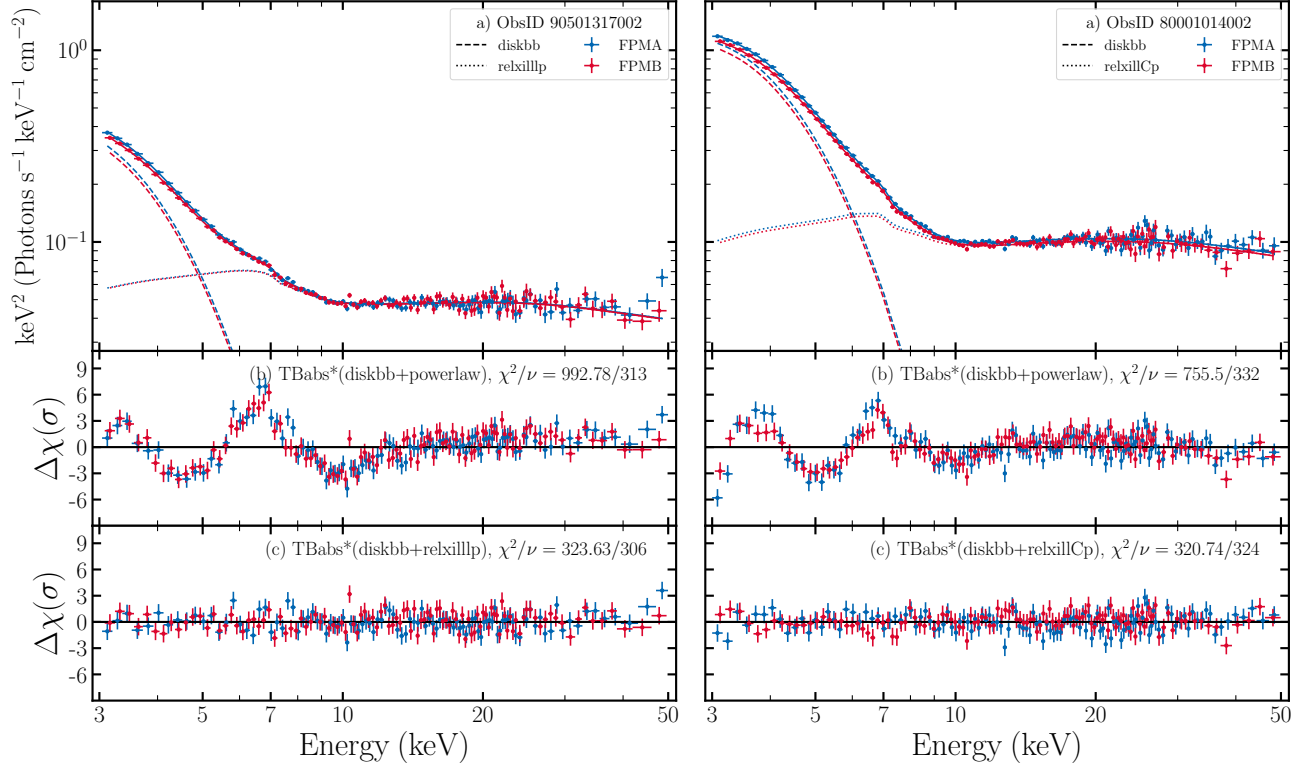 a) ObsID 90501317002
diskbb
relxilllp
FPMA
FPMB
a) ObsID 80001014002
diskbb
relxillCp
FPMA
FPMB
keV² (Photons s⁻¹ keV⁻¹ cm⁻²)
10⁰
10⁻¹
(b) TBabs*(diskbb+powerlaw), χ²/ν = 992.78/313
(b) TBabs*(diskbb+powerlaw), χ²/ν = 755.5/332
Δχ(σ)
9
6
3
0
-3
-6
(c) TBabs*(diskbb+relxilllp), χ²/ν = 323.63/306
(c) TBabs*(diskbb+relxillCp), χ²/ν = 320.74/324
Δχ(σ)
9
6
3
0
-3
-6
3 5 7 10 20 50
3 5 7 10 20 50
Energy (keV)
Energy (keV)